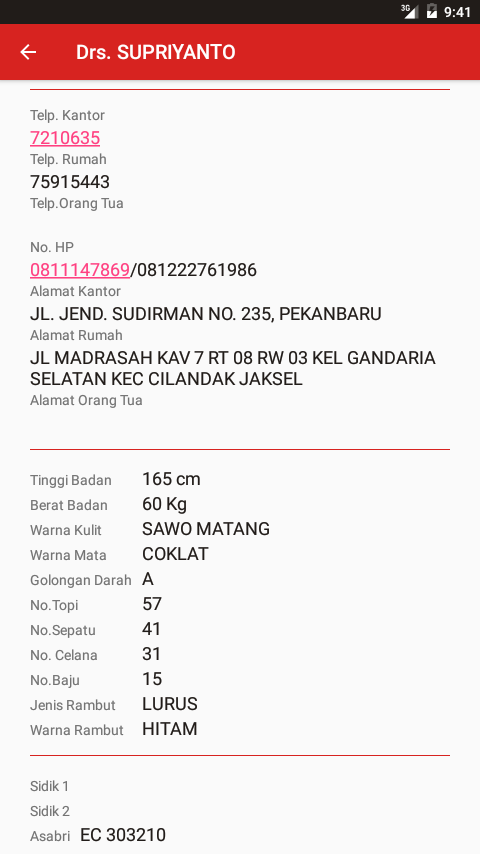 3G 9:41
Drs. SUPRIYANTO
Telp. Kantor
7210635
Telp. Rumah
75915443
Telp.Orang Tua
No. HP
0811147869/081222761986
Alamat Kantor
JL. JEND. SUDIRMAN NO. 235, PEKANBARU
Alamat Rumah
JL MADRASAH KAV 7 RT 08 RW 03 KEL GANDARIA
SELATAN KEC CILANDAK JAKSEL
Alamat Orang Tua
Tinggi Badan 165 cm
Berat Badan 60 Kg
Warna Kulit SAWO MATANG
Warna Mata COKLAT
Golongan Darah A
No.Topi 57
No.Sepatu 41
No. Celana 31
No.Baju 15
Jenis Rambut LURUS
Warna Rambut HITAM
Sidik 1
Sidik 2
Asabri EC 303210